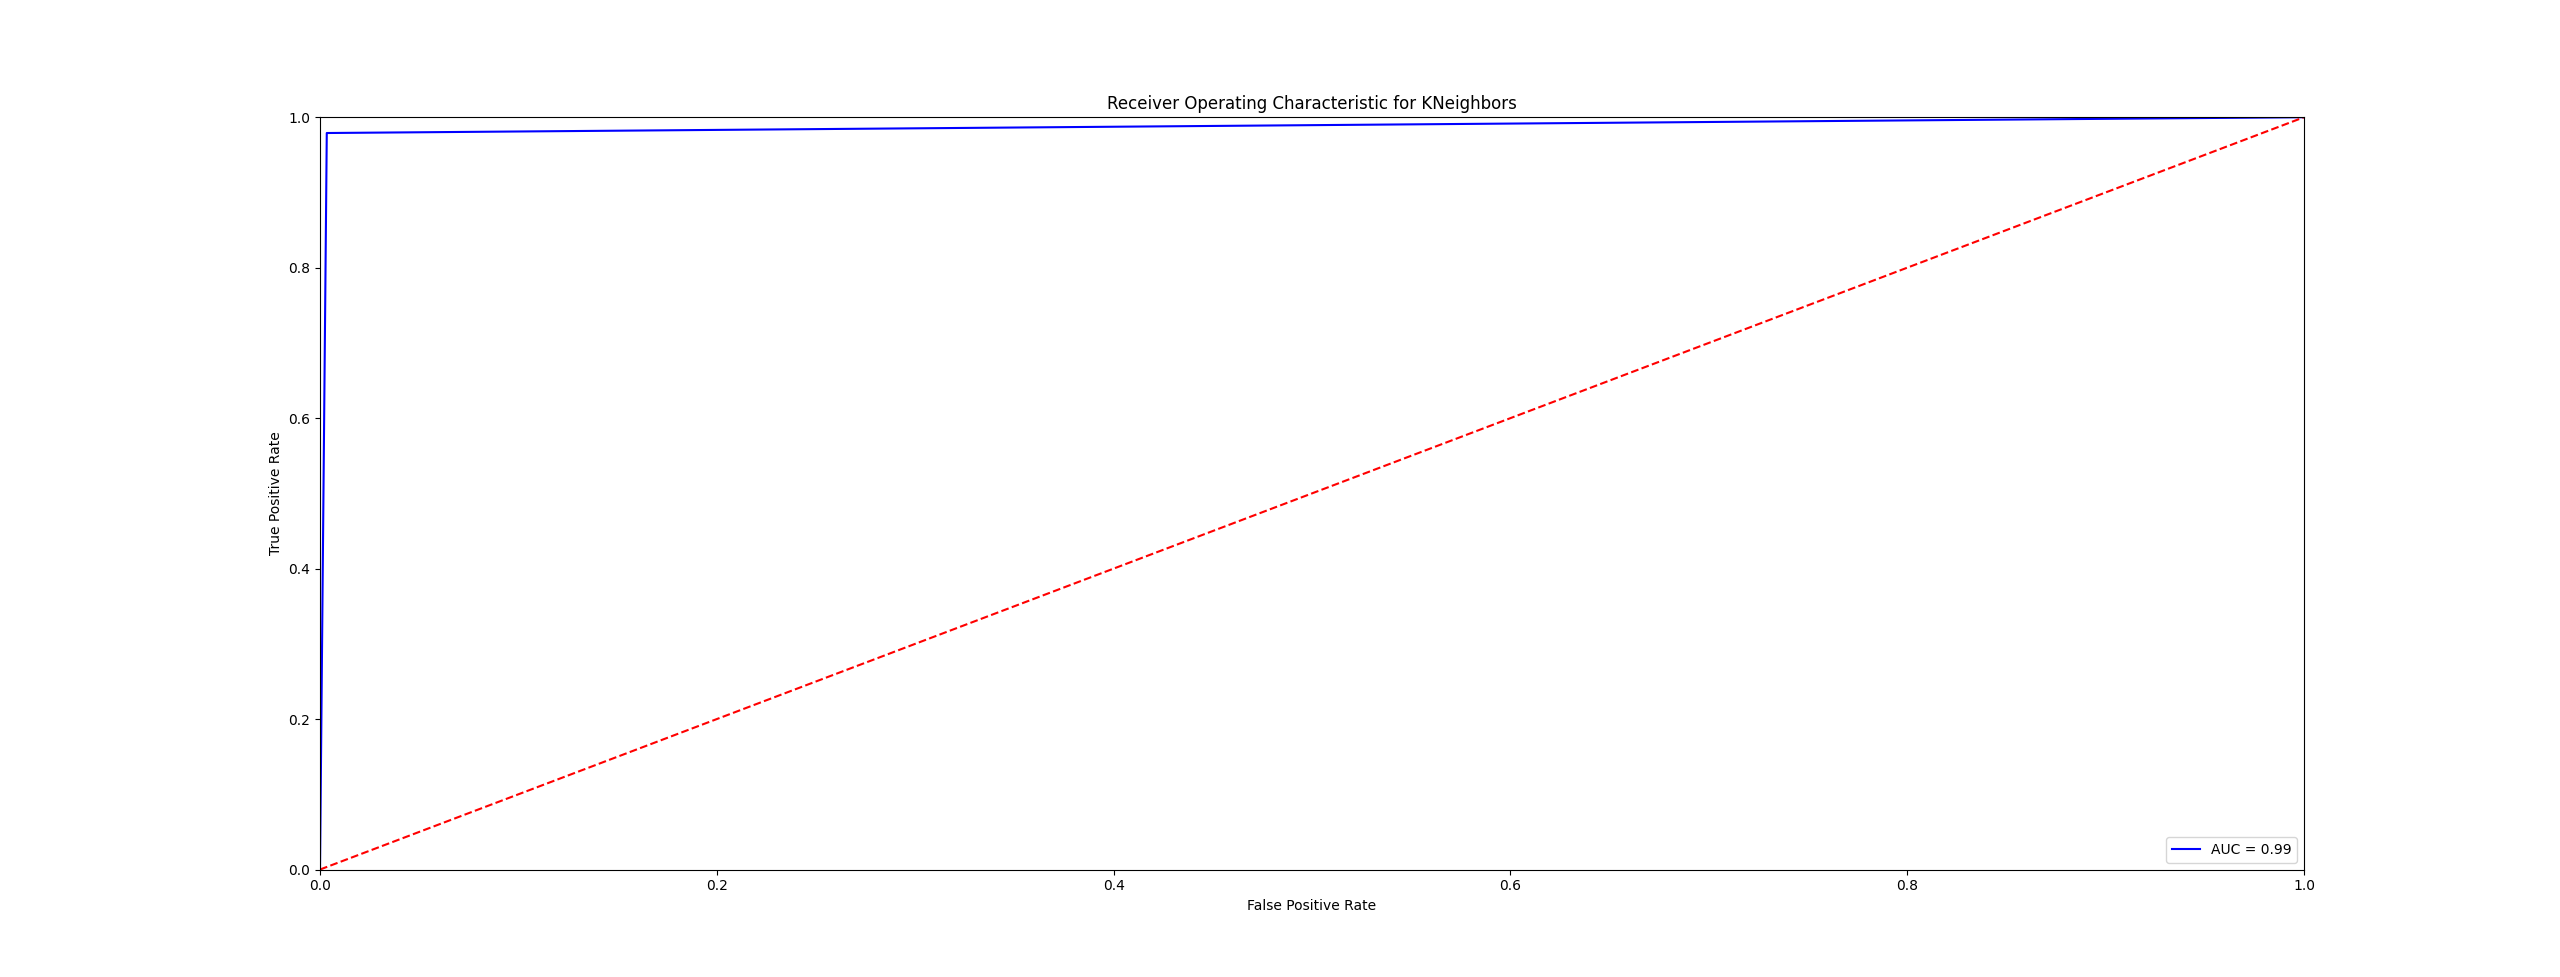 Receiver Operating Characteristic for KNeighbors
1.0
0.8
0.6
0.4
0.2
0.0
True Positive Rate
0.0 0.2 0.4 0.6 0.8 1.0
False Positive Rate
AUC = 0.99